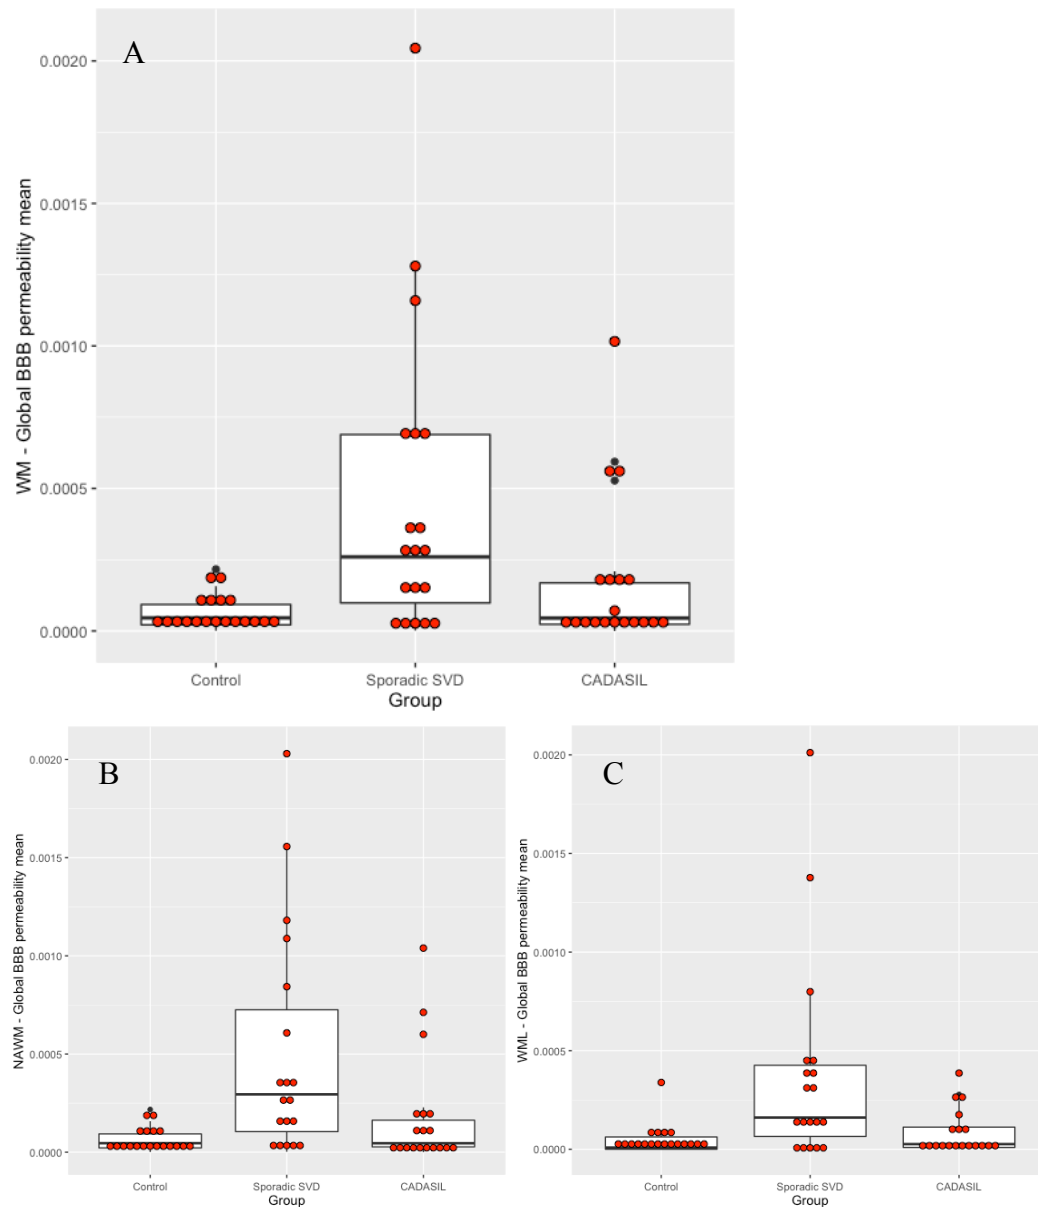 A
WM - Global BBB permeability mean
0.0020
0.0015
0.0010
0.0005
0.0000
Control Sporadic SVD CADASIL
Group
B
NAWM - Global BBB permeability mean
0.0020
0.0015
0.0010
0.0005
0.0000
Control Sporadic SVD CADASIL
Group
C
WML - Global BBB permeability mean
0.0020
0.0015
0.0010
0.0005
0.0000
Control Sporadic SVD CADASIL
Group